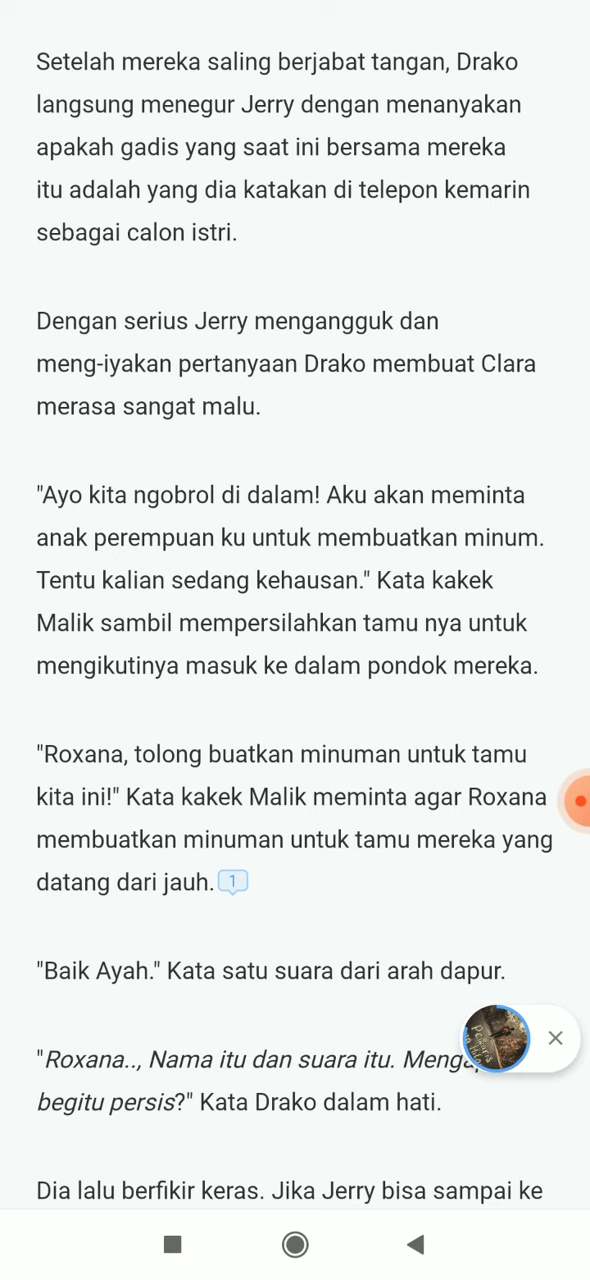 Setelah mereka saling berjabat tangan, Drako
langsung menegur Jerry dengan menanyakan
apakah gadis yang saat ini bersama mereka
itu adalah yang dia katakan di telepon kemarin
sebagai calon istri.
Dengan serius Jerry mengangguk dan
meng-iyakan pertanyaan Drako membuat Clara
merasa sangat malu.
"Ayo kita ngobrol di dalam! Aku akan meminta
anak perempuan ku untuk membuatkan minum.
Tentu kalian sedang kehausan." Kata kakek
Malik sambil mempersilahkan tamu nya untuk
mengikutinya masuk ke dalam pondok mereka.
"Roxana, tolong buatkan minuman untuk tamu
kita ini!" Kata kakek Malik meminta agar Roxana
membuatkan minuman untuk tamu mereka yang
datang dari jauh. 1
"Baik Ayah." Kata satu suara dari arah dapur.
"Roxana.., Nama itu dan suara itu.
begitu persis?" Kata Drako dalam hati.
Dia lalu berfikir keras. Jika Jerry bisa sampai ke